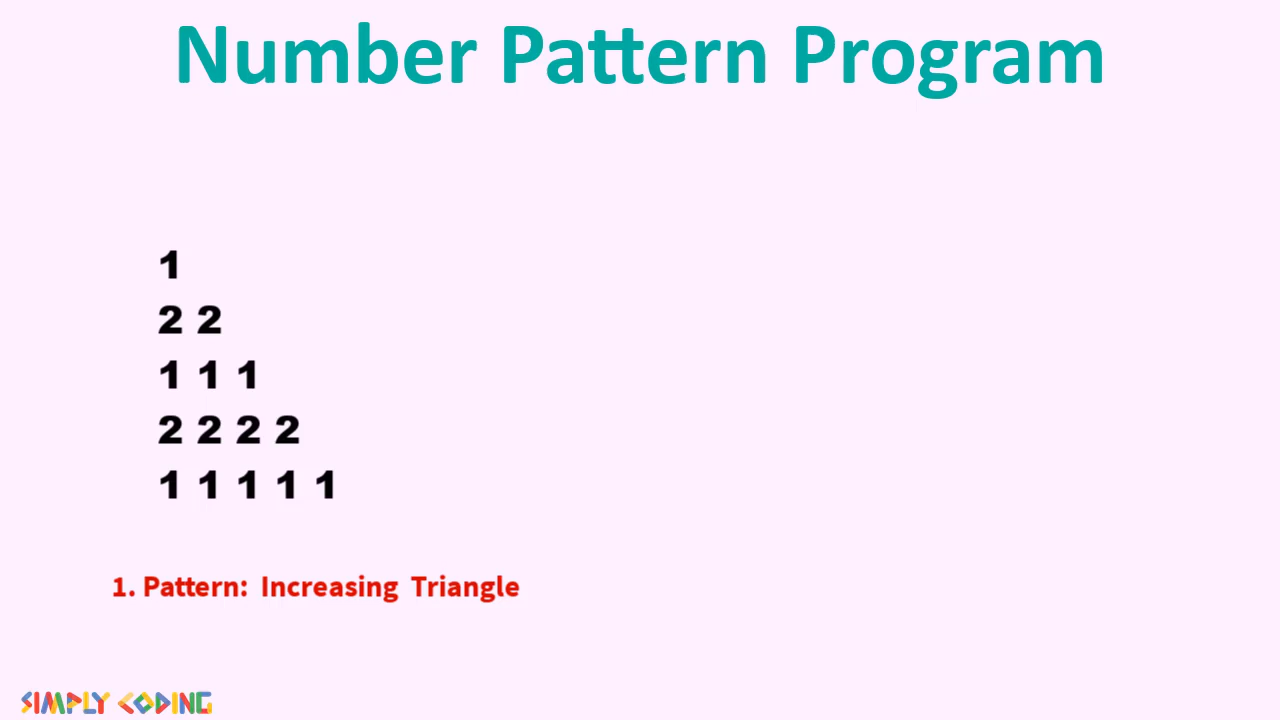 Number Pattern Program
1
2 2
1 1 1
2 2 2 2
1 1 1 1 1
1. Pattern: Increasing Triangle
SIMPLY CODING